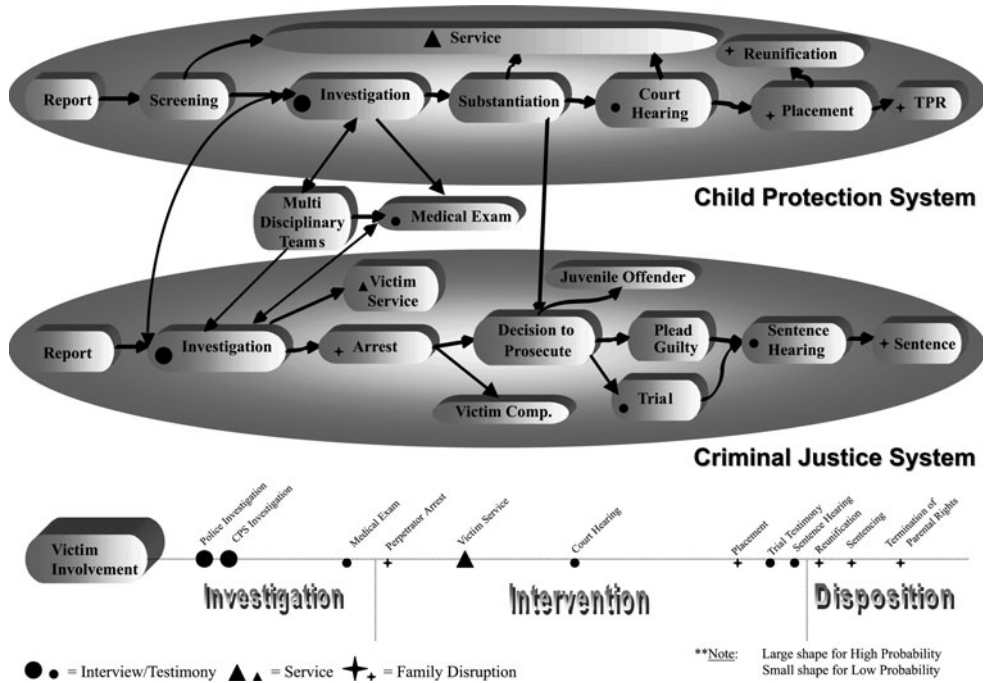 Service
Reunification
Report
Screening
Investigation
Substantiation
Court
Hearing
Placement
TPR
Child Protection System
Multi
Disciplinary
Teams
Medical Exam
Victim
Service
Juvenile Offender
Report
Investigation
Arrest
Decision to
Prosecute
Plead
Guilty
Sentence
Hearing
Sentence
Trial
Victim Comp.
Criminal Justice System
Victim
Involvement
Police Investigation
CPS Investigation
Medical Exam
Perpetrator Arrest
Victim Service
Court Hearing
Placement
Trial Testimony
Sentence Hearing
Reunification
Sentencing
Termination of
Parental Rights
Investigation
Intervention
Disposition
= Interview/Testimony
= Service
= Family Disruption
**Note: Large shape for High Probability
Small shape for Low Probability